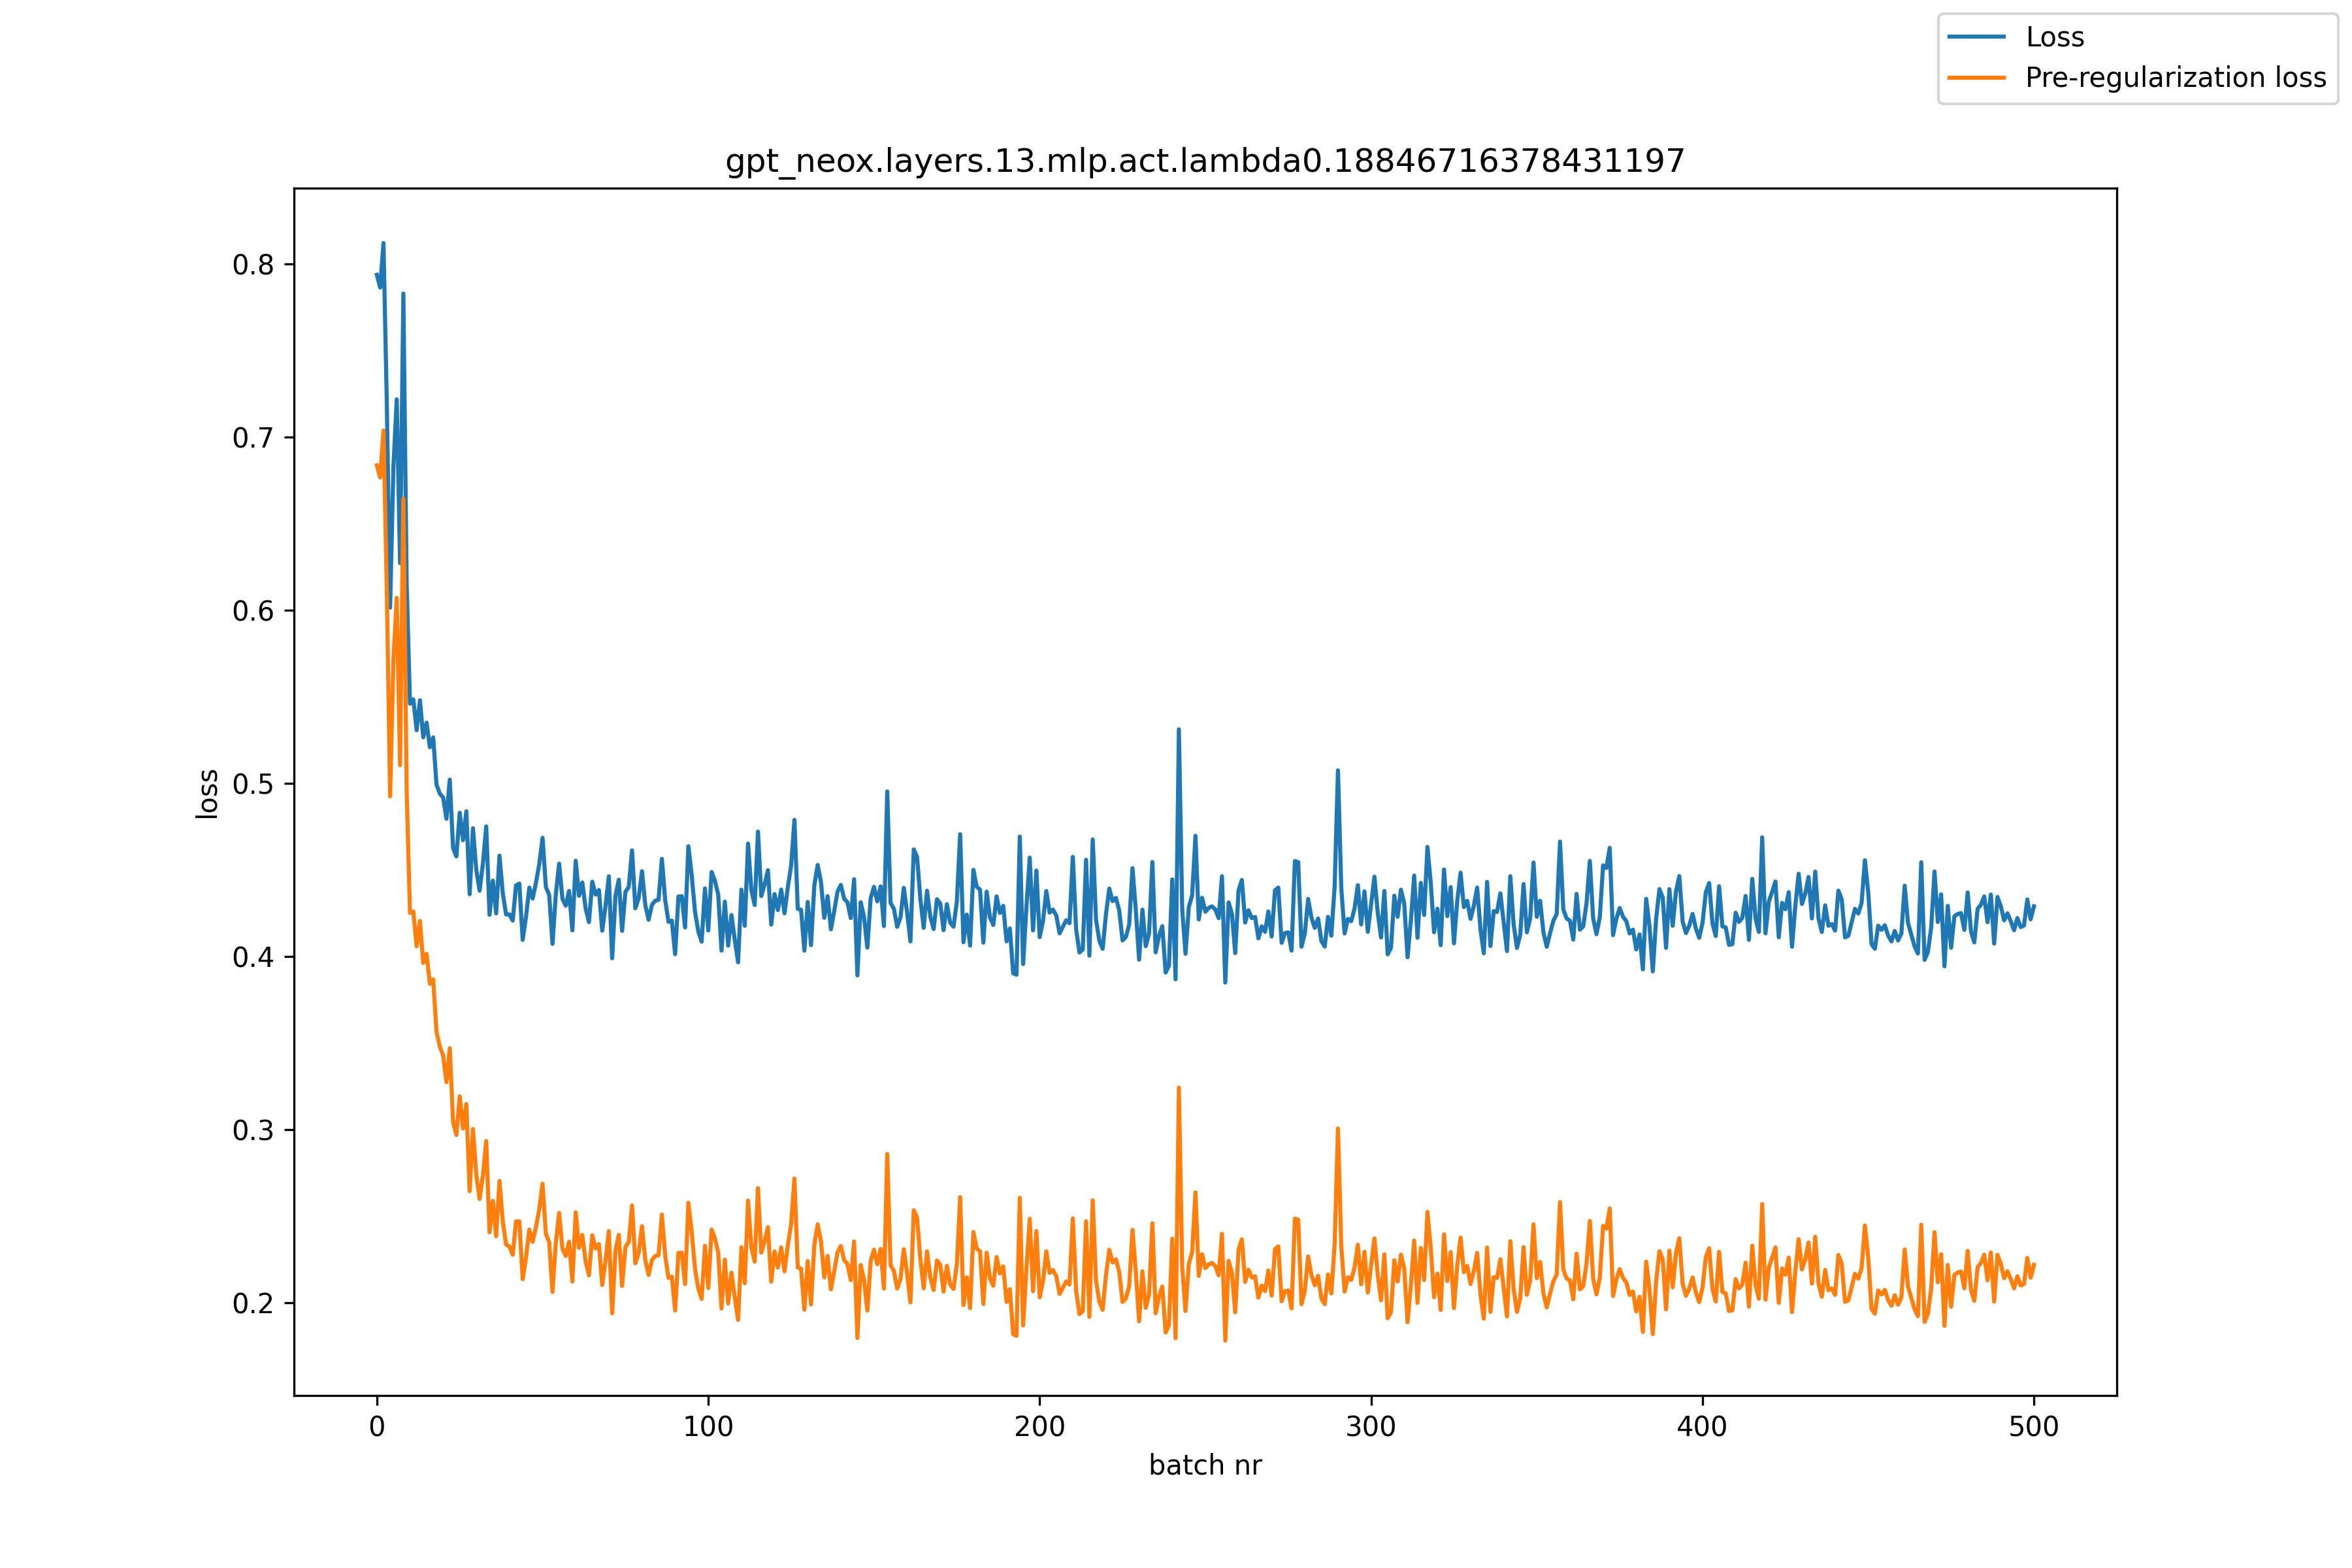 Loss
Pre-regularization loss
gpt_neox.layers.13.mlp.act.lambda0.18846716378431197
0.8
0.7
0.6
0.5
0.4
0.3
0.2
loss
0 100 200 300 400 500
batch nr